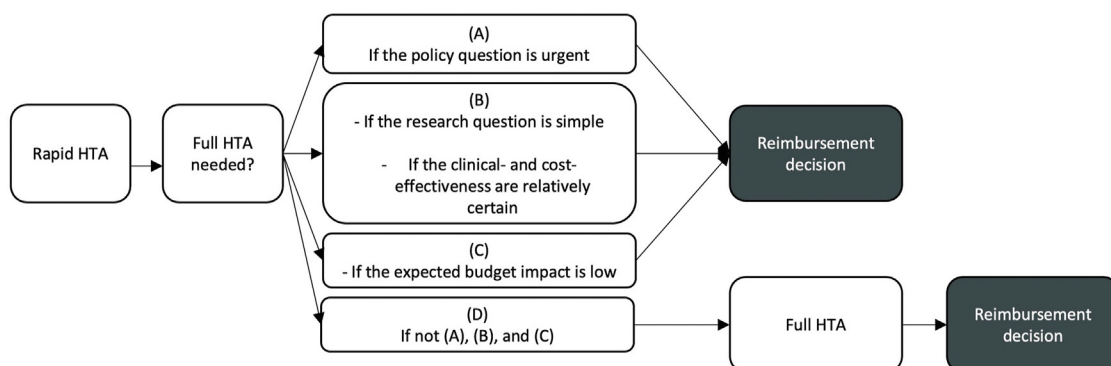 Rapid HTA
Full HTA
needed?
(A)
If the policy question is urgent
(B)
- If the research question is simple
- If the clinical- and cost-
effectiveness are relatively
certain
(C)
- If the expected budget impact is low
(D)
If not (A), (B), and (C)
Reimbursement
decision
Full HTA
Reimbursement
decision